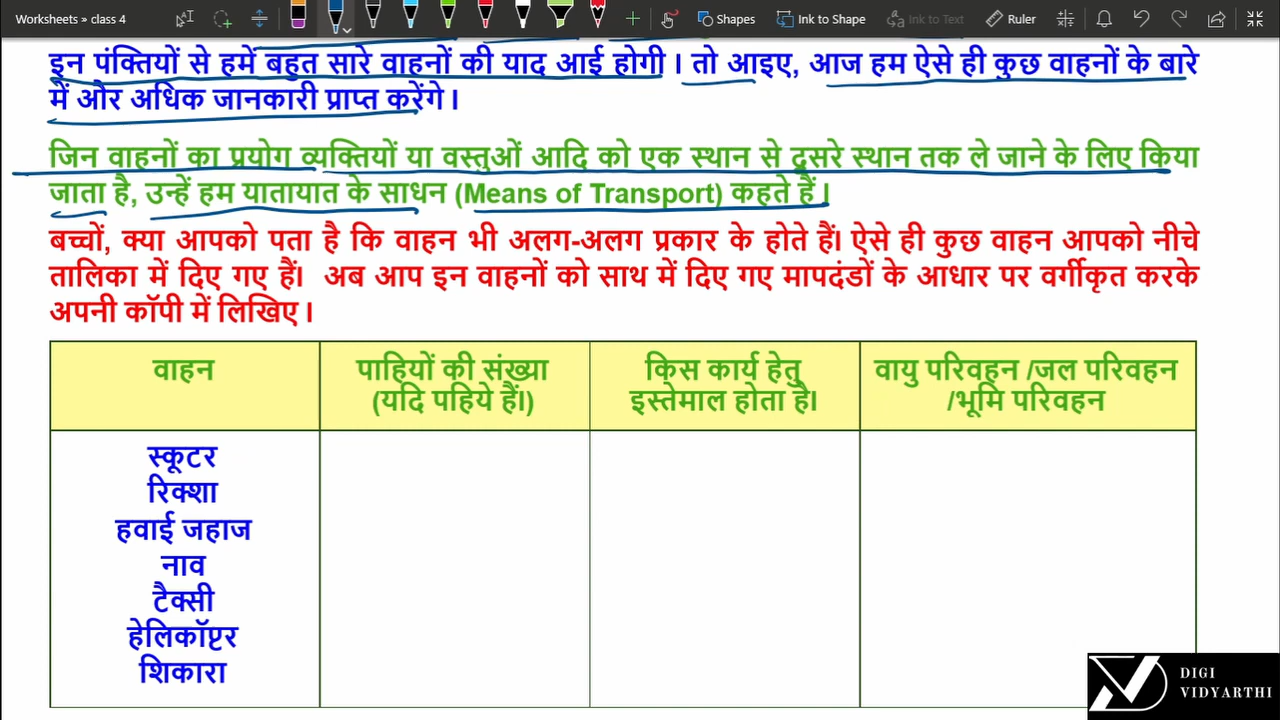 Worksheets » class 4
Shapes
Ink to Shape
Ink to Text
Ruler
इन पंक्तियों से हमें बहुत सारे वाहनों की याद आई होगी । तो आइए, आज हम ऐसे ही कुछ वाहनों के बारे
में और अधिक जानकारी प्राप्त करेंगे ।
जिन वाहनों का प्रयोग व्यक्तियों या वस्तुओं आदि को एक स्थान से दूसरे स्थान तक ले जाने के लिए किया
जाता है, उन्हें हम यातायात के साधन (Means of Transport) कहते हैं ।
बच्चों, क्या आपको पता है कि वाहन भी अलग-अलग प्रकार के होते हैं। ऐसे ही कुछ वाहन आपको नीचे
तालिका में दिए गए हैं। अब आप इन वाहनों को साथ में दिए गए मापदंडों के आधार पर वर्गीकृत करके
अपनी कॉपी में लिखिए ।
वाहन
पाहियों की संख्या
(यदि पहिये हैं।)
किस कार्य हेतु
इस्तेमाल होता है।
वायु परिवहन /जल परिवहन
/भूमि परिवहन
स्कूटर
रिक्शा
हवाई जहाज
नाव
टैक्सी
हेलिकॉप्टर
शिकारा
DIGI
VIDYARTHI